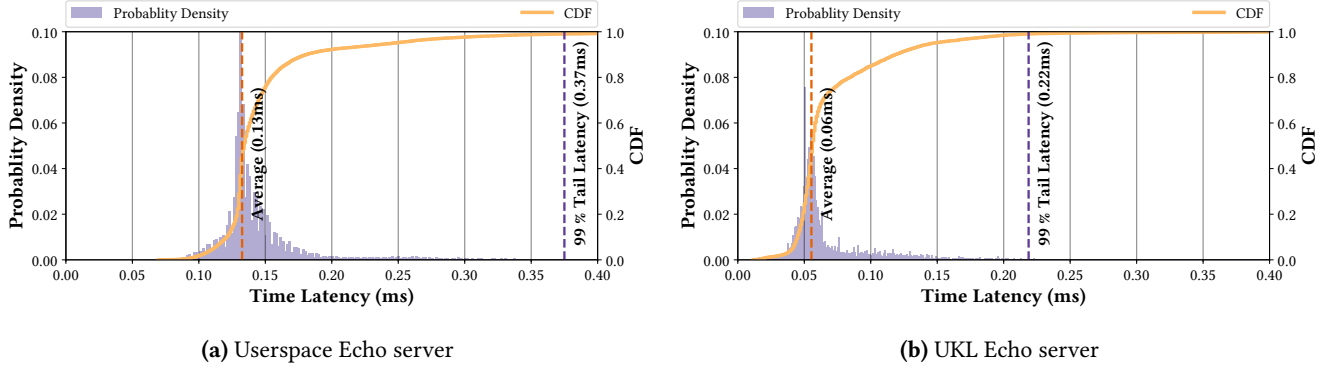 Probablity Density
CDF
0.10
0.08
0.06
0.04
0.02
0.00
Probablity Density
0.00
0.05
0.10
0.15
0.20
0.25
0.30
0.35
0.40
Time Latency (ms)
1.0
0.8
0.6
0.4
0.2
0.0
CDF
Average (0.13ms)
99 % Tail Latency (0.37ms)
(a) Userspace Echo server
Probablity Density
CDF
0.10
0.08
0.06
0.04
0.02
0.00
Probablity Density
0.00
0.05
0.10
0.15
0.20
0.25
0.30
0.35
0.40
Time Latency (ms)
1.0
0.8
0.6
0.4
0.2
0.0
CDF
Average (0.06ms)
99 % Tail Latency (0.22ms)
(b) UKL Echo server